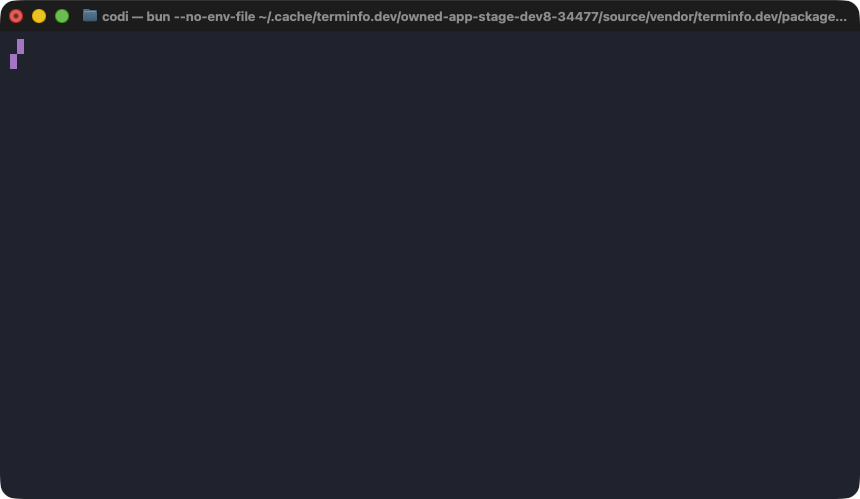 codi — bun --no-env-file ~/.cache/terminfo.dev/owned-app-stage-dev8-34477/source/vendor/terminfo.dev/package...